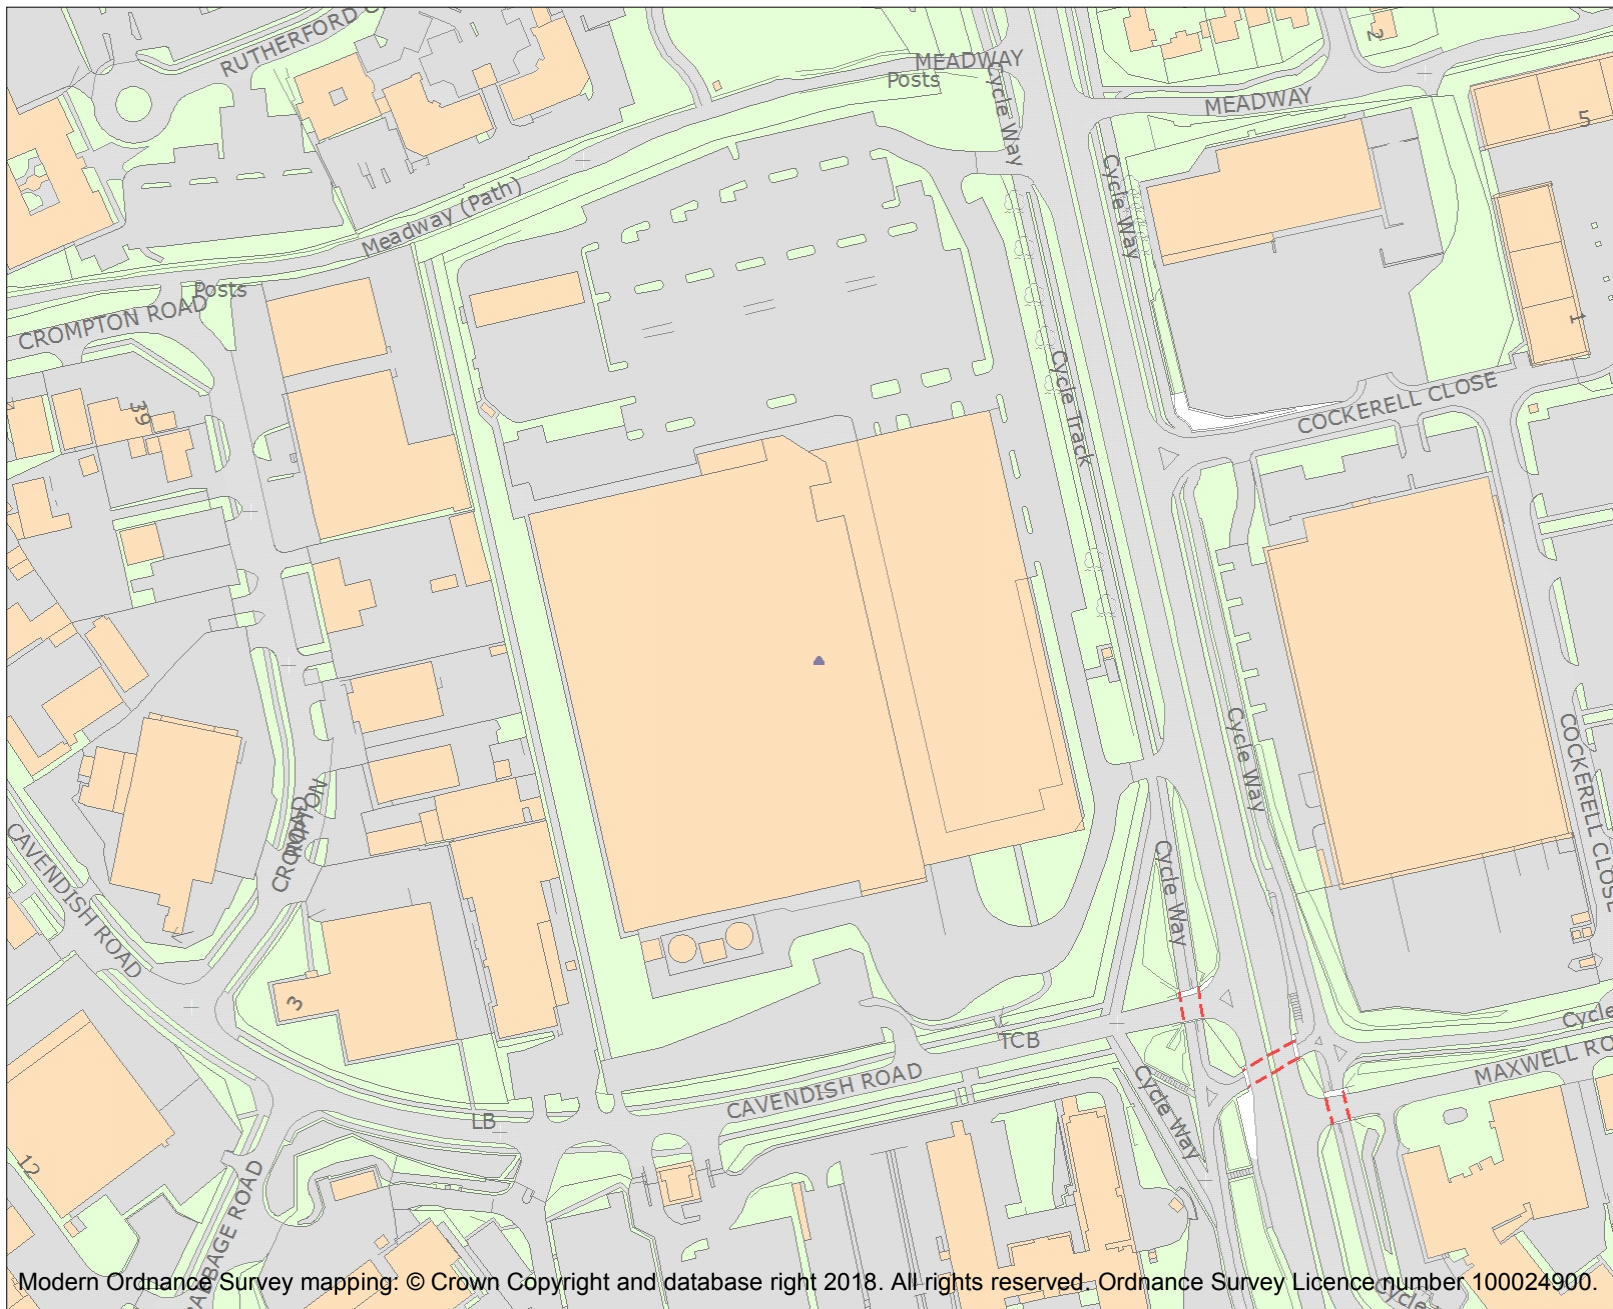 RUTHERFORD C
MEADWAY
Posts
Cycle Way
2
MEADWAY
5
Cycle Way
Meadway (Path)
Posts
CROMPTON ROAD
1
39
Cycle Track
COCKERELL CLOSE
Cycle Way
COCKERELL CLOSE
CROMPTON
ROAD
CAVENDISH ROAD
Cycle Way
3
TCB
Cycle
MAXWELL RO
CAVENDISH ROAD
Cycle Way
LB
12
BABBAGE ROAD
Cycle
Modern Ordnance Survey mapping: © Crown Copyright and database right 2018. All rights reserved. Ordnance Survey Licence number 100024900.